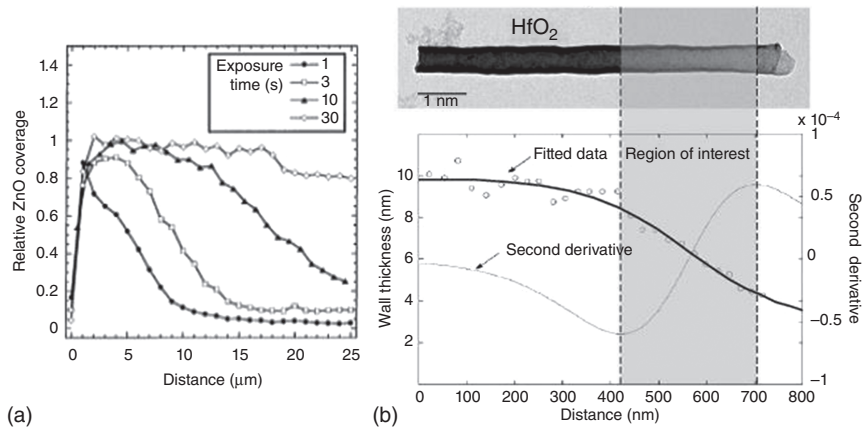 1.4
1.2
1.0
0.8
0.6
0.4
0.2
0
Relative ZnO coverage
Exposure
time (s)
1
3
10
30
0
5
10
15
20
25
Distance (μm)
(a)
HfO₂
1 nm
10
8
6
4
2
Wall thickness (nm)
Fitted data
Region of interest
Second derivative
x 10⁻⁴
1
0.5
0
−0.5
−1
Second derivative
0
100
200
300
400
500
600
700
800
Distance (nm)
(b)